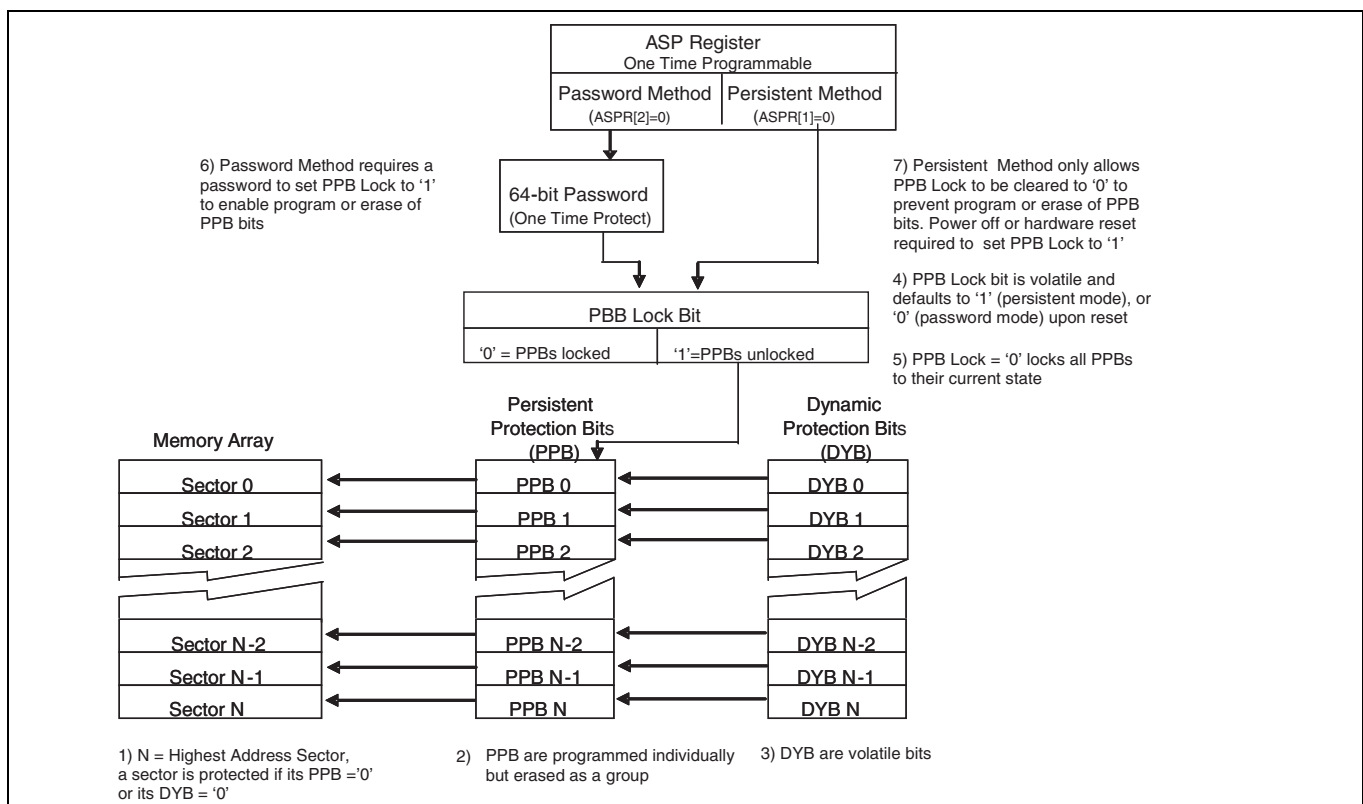 ASP Register
One Time Programmable
Password Method
(ASPR[2]=0)
Persistent Method
(ASPR[1]=0)
6) Password Method requires a
password to set PPB Lock to ‘1’
to enable program or erase of
PPB bits
64-bit Password
(One Time Protect)
7) Persistent Method only allows
PPB Lock to be cleared to ‘0’ to
prevent program or erase of PPB
bits. Power off or hardware reset
required to set PPB Lock to ‘1’
4) PPB Lock bit is volatile and
defaults to ‘1’ (persistent mode), or
‘0’ (password mode) upon reset
5) PPB Lock = ‘0’ locks all PPBs
to their current state
PBB Lock Bit
‘0’ = PPBs locked
‘1’=PPBs unlocked
Memory Array
Persistent
Protection Bits
(PPB)
Dynamic
Protection Bits
(DYB)
Sector 0
PPB 0
DYB 0
Sector 1
PPB 1
DYB 1
Sector 2
PPB 2
DYB 2
Sector N-2
PPB N-2
DYB N-2
Sector N-1
PPB N-1
DYB N-1
Sector N
PPB N
DYB N
1) N = Highest Address Sector,
a sector is protected if its PPB =’0’
or its DYB = ‘0’
2) PPB are programmed individually
but erased as a group
3) DYB are volatile bits